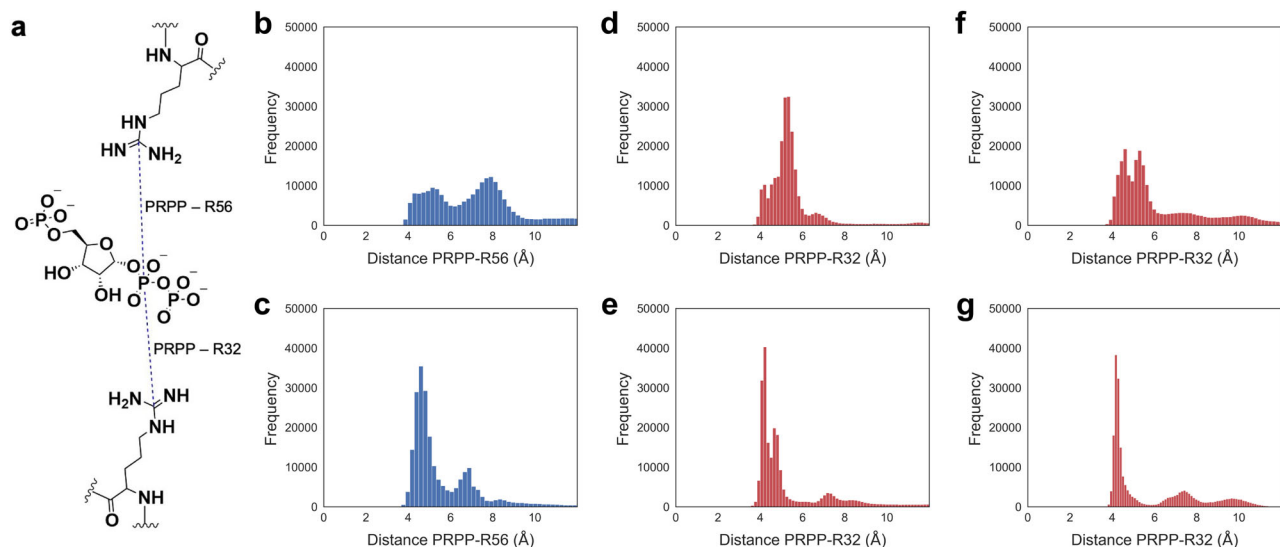 a
O
HN
HN
HN
NH2
PRPP – R56
O
O–
P
O–
O
O
HO
OH
O
O–
P
O
O
P
O–
O–
O
PRPP – R32
H2N
NH
NH
O
HN
b
50000
40000
30000
20000
10000
0
Frequency
0 2 4 6 8 10
Distance PRPP-R56 (Å)
c
50000
40000
30000
20000
10000
0
Frequency
0 2 4 6 8 10
Distance PRPP-R56 (Å)
d
50000
40000
30000
20000
10000
0
Frequency
0 2 4 6 8 10
Distance PRPP-R32 (Å)
e
50000
40000
30000
20000
10000
0
Frequency
0 2 4 6 8 10
Distance PRPP-R32 (Å)
f
50000
40000
30000
20000
10000
0
Frequency
0 2 4 6 8 10
Distance PRPP-R32 (Å)
g
50000
40000
30000
20000
10000
0
Frequency
0 2 4 6 8 10
Distance PRPP-R32 (Å)